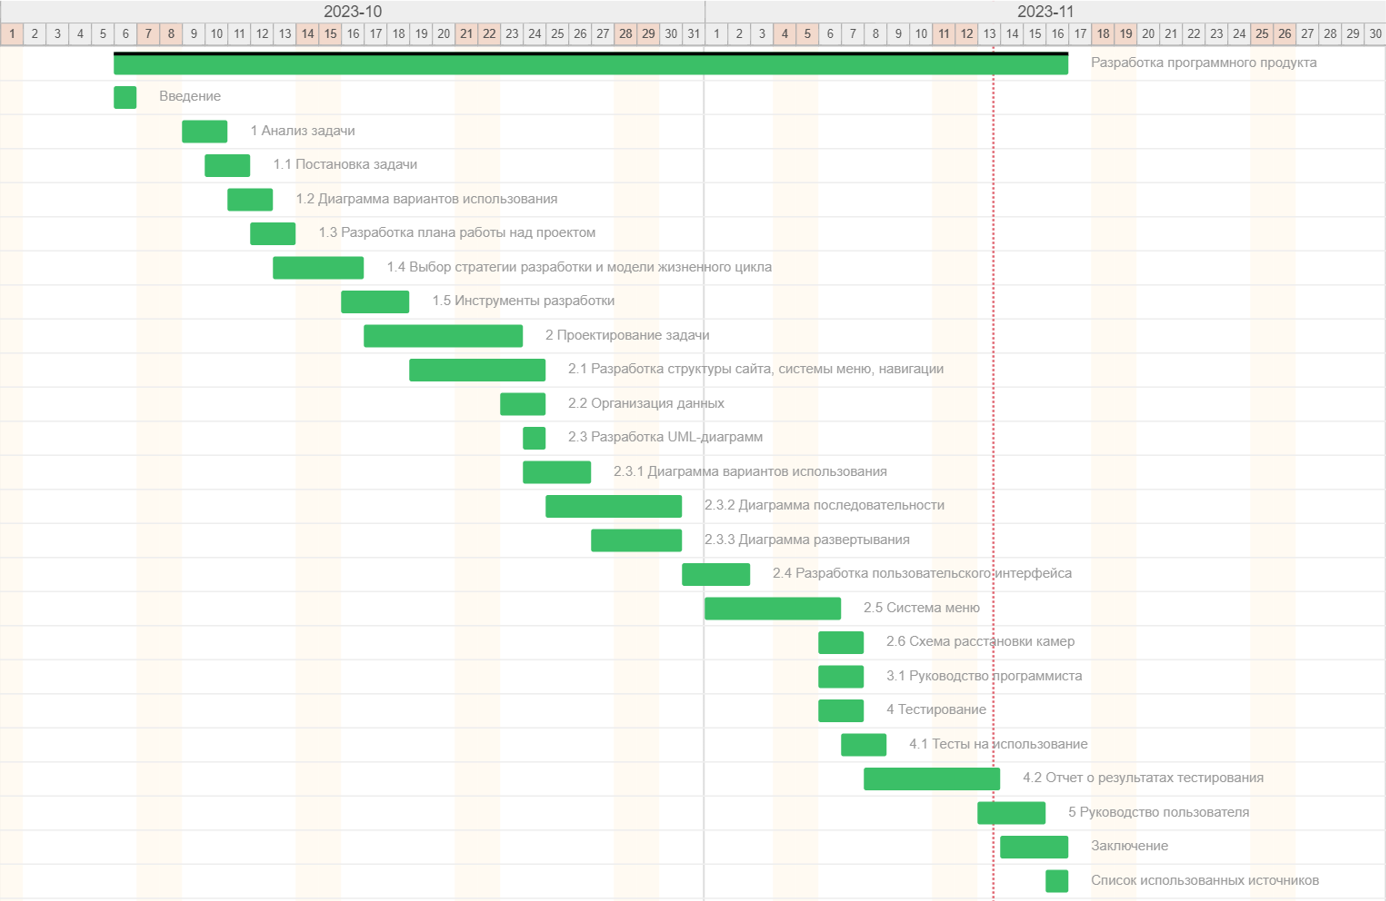 2023-10 2023-11
1 2 3 4 5 6 7 8 9 10 11 12 13 14 15 16 17 18 19 20 21 22 23 24 25 26 27 28 29 30 31 1 2 3 4 5 6 7 8 9 10 11 12 13 14 15 16 17 18 19 20 21 22 23 24 25 26 27 28 29 30
Разработка программного продукта
Введение
1 Анализ задачи
1.1 Постановка задачи
1.2 Диаграмма вариантов использования
1.3 Разработка плана работы над проектом
1.4 Выбор стратегии разработки и модели жизненного цикла
1.5 Инструменты разработки
2 Проектирование задачи
2.1 Разработка структуры сайта, системы меню, навигации
2.2 Организация данных
2.3 Разработка UML-диаграмм
2.3.1 Диаграмма вариантов использования
2.3.2 Диаграмма последовательности
2.3.3 Диаграмма развертывания
2.4 Разработка пользовательского интерфейса
2.5 Система меню
2.6 Схема расстановки камер
3.1 Руководство программиста
4 Тестирование
4.1 Тесты на использование
4.2 Отчет о результатах тестирования
5 Руководство пользователя
Заключение
Список использованных источников